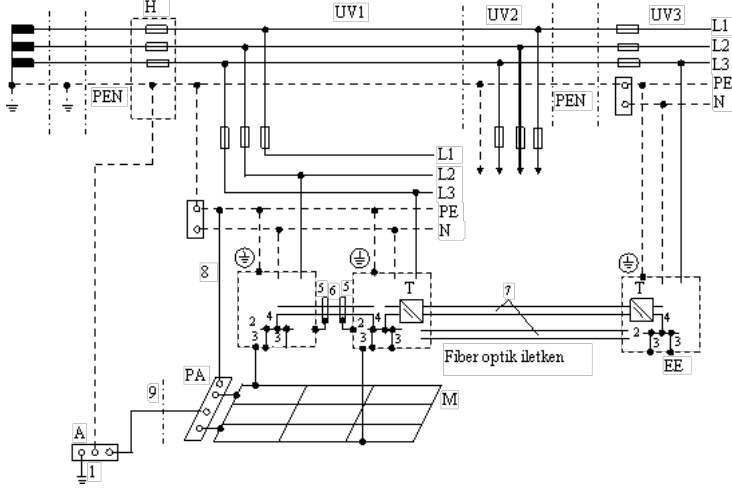 H
UV1
UV2
UV3
L1
L2
L3
PE
N
PEN
PEN
L1
L2
L3
PE
N
8
T
5 6 5
7
T
2
4
3 3
2
4
3 3
2
4
3 3
Fiber optik iletken
EE
PA
9
M
A
1